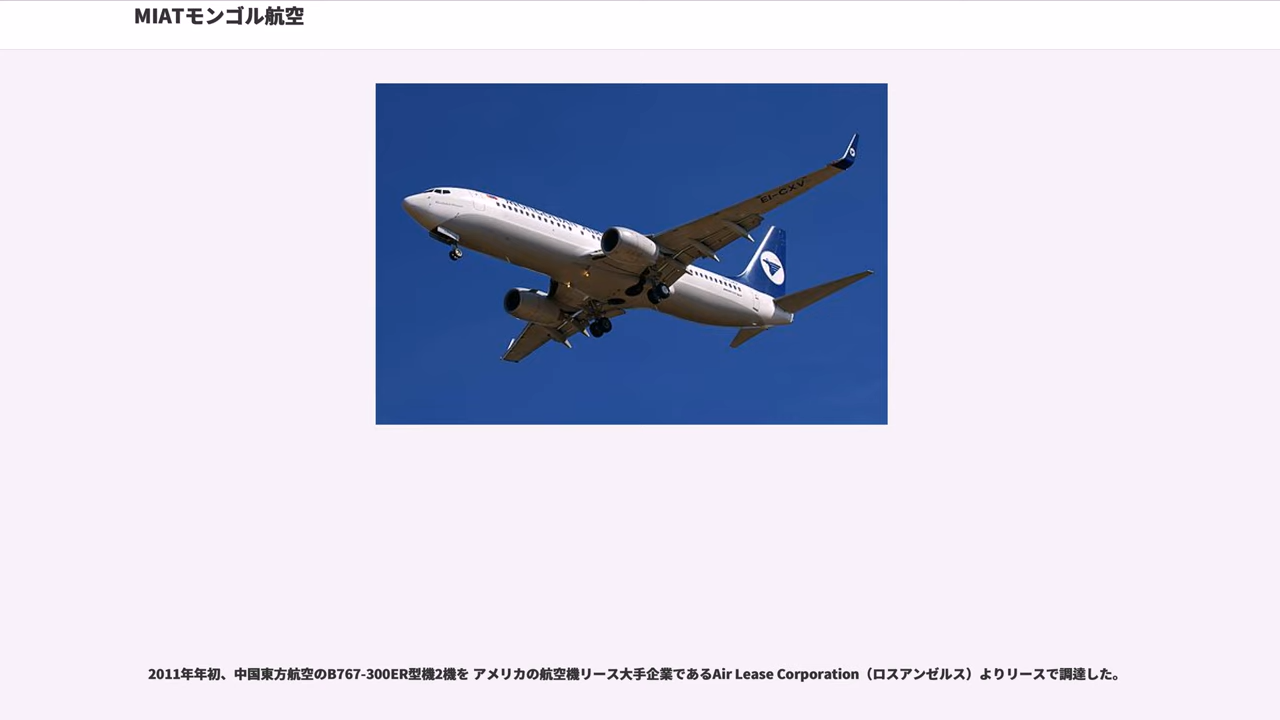 MIATモンゴル航空
EI-CXV
2011年年初、中国東方航空のB767-300ER型機2機を アメリカの航空機リース大手企業であるAir Lease Corporation（ロスアンゼルス）よりリースで調達した。